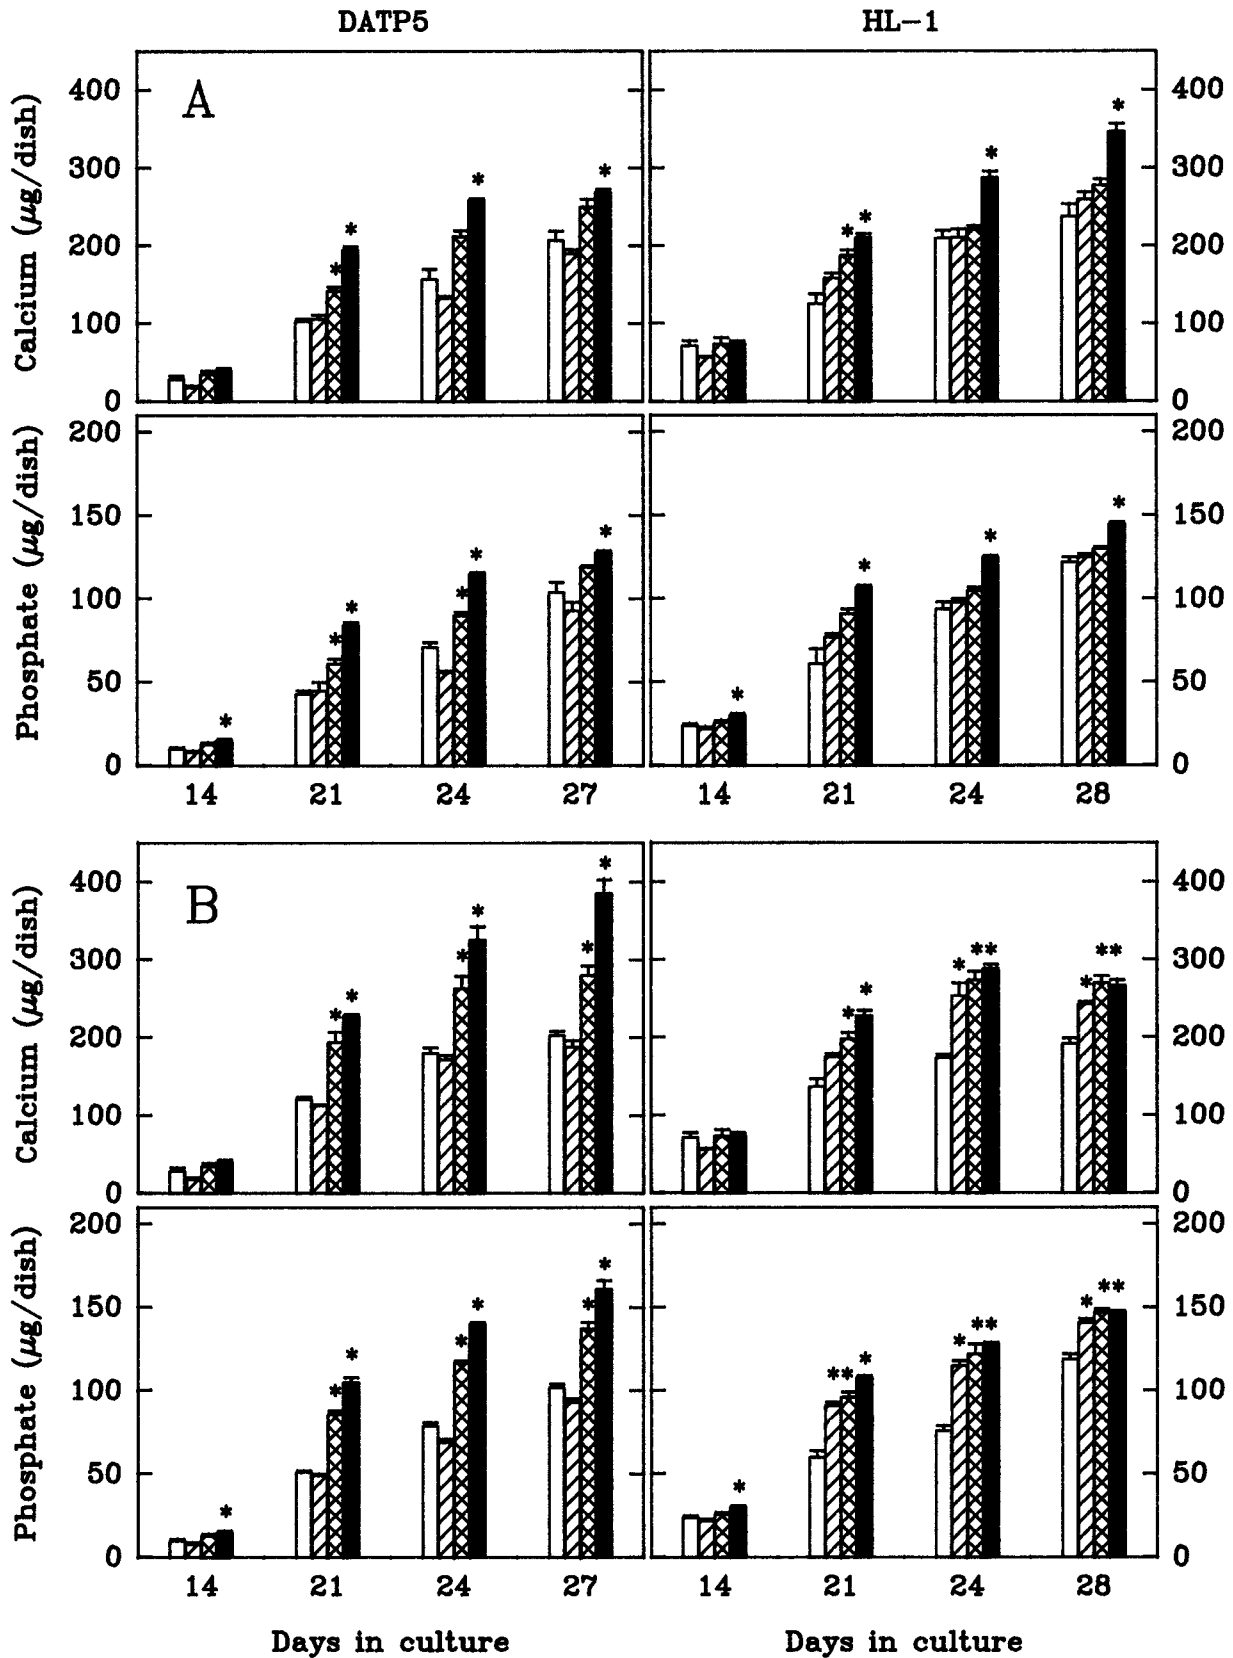 DATP5 HL-1
A
Calcium (µg/dish)
400 400
300 300
200 200
100 100
0 0
* * * * * * * *
Phosphate (µg/dish)
200 200
150 150
100 100
50 50
0 0
* * * * * * * * * *
14 21 24 27 14 21 24 28
B
Calcium (µg/dish)
400 400
300 300
200 200
100 100
0 0
* * * * * * * * * ** * **
Phosphate (µg/dish)
200 200
150 150
100 100
50 50
0 0
* * * * * * * * ** * * ** * **
14 21 24 27 14 21 24 28
Days in culture Days in culture